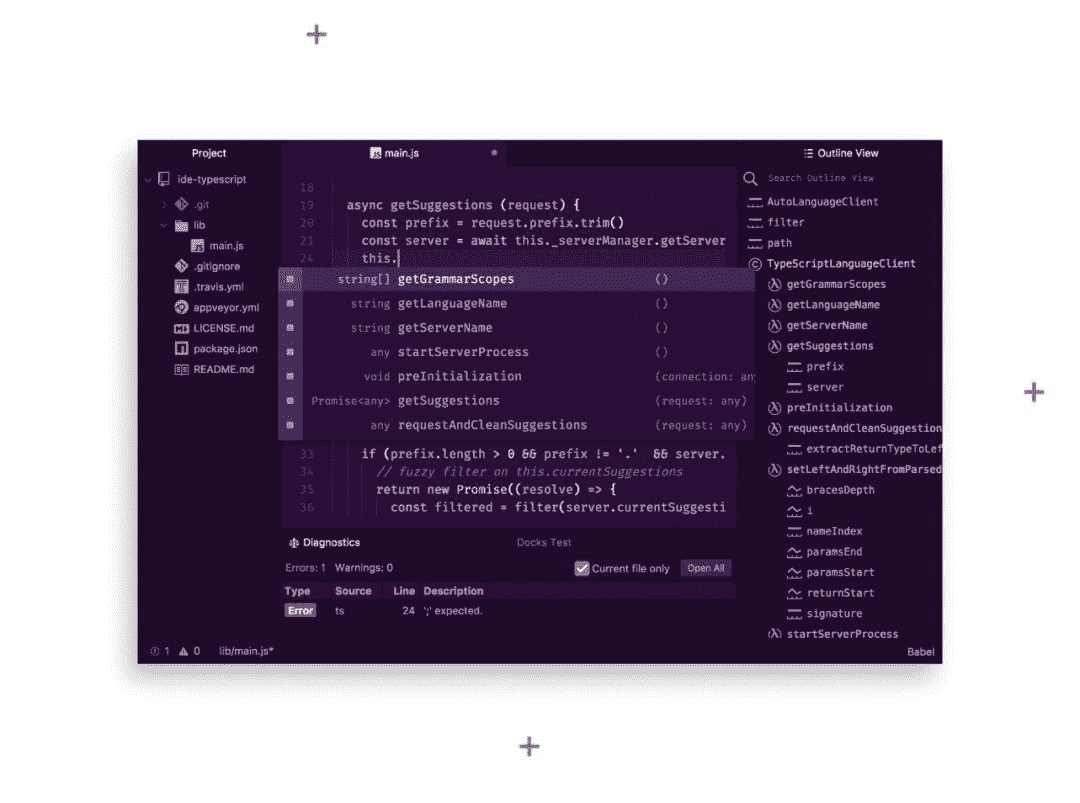 Project
ide-typescript
.git
lib
main.js
.gitignore
.travis.yml
appveyor.yml
LICENSE.md
package.json
README.md
main.js
18
19 async getSuggestions (request) {
20 const prefix = request.prefix.trim()
21 const server = await this._serverManager.getServer
24 this.
string[] getGrammarScopes ()
string getLanguageName ()
string getServerName ()
any startServerProcess ()
void preInitialization (connection: any
Promise<any> getSuggestions (request: any)
any requestAndCleanSuggestions (request: any)
33 if (prefix.length > 0 && prefix != '.' && server.
34 // fuzzy filter on this.currentSuggestions
35 return new Promise((resolve) => {
36 const filtered = filter(server.currentSuggesti
Diagnostics Docks Test
Errors: 1 Warnings: 0 Current file only Open All
Type Source Line Description
Error ts 24 ';' expected.
Outline View
Search Outline View
AutoLanguageClient
filter
path
TypeScriptLanguageClient
getGrammarScopes
getLanguageName
getServerName
getSuggestions
prefix
server
preInitialization
requestAndCleanSuggestion
extractReturnTypeToLef
setLeftAndRightFromParsed
bracesDepth
i
nameIndex
paramsEnd
paramsStart
returnStart
signature
startServerProcess
1 0 lib/main.js* Babel